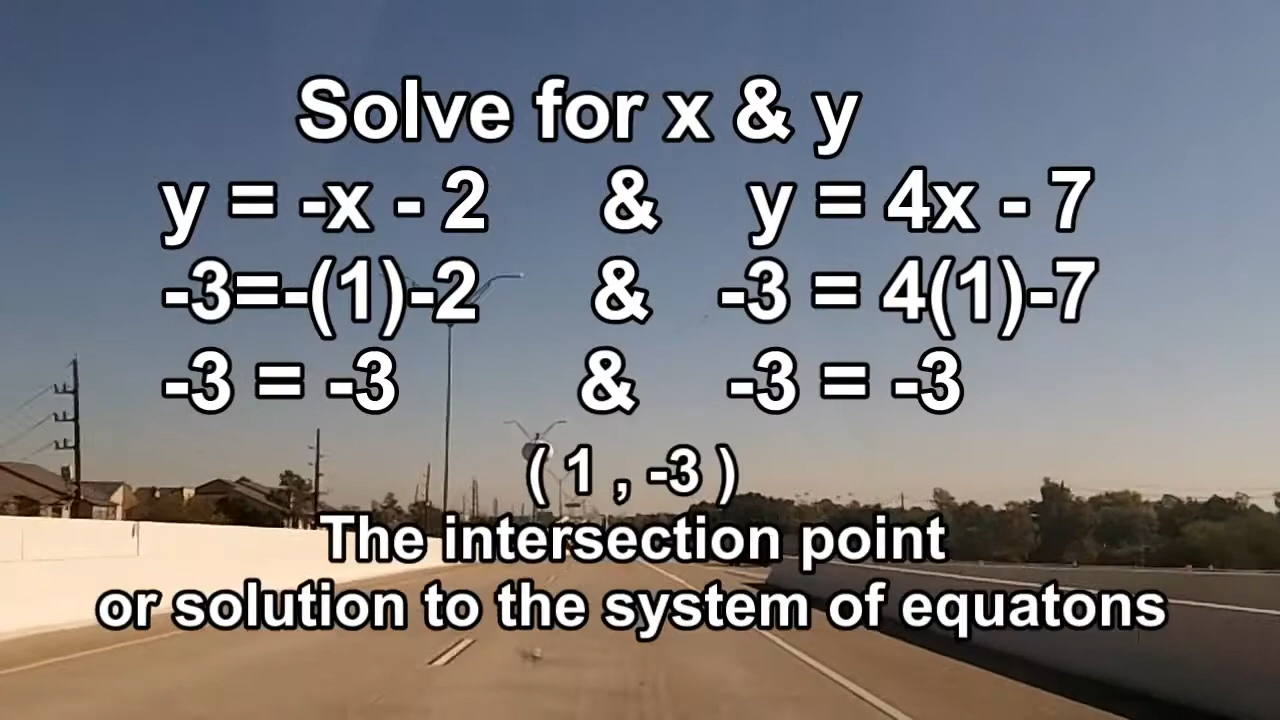 Solve for x & y
y = -x - 2 & y = 4x - 7
-3=-(1)-2 & -3 = 4(1)-7
-3 = -3 & -3 = -3
( 1 , -3 )
The intersection point
or solution to the system of equatons